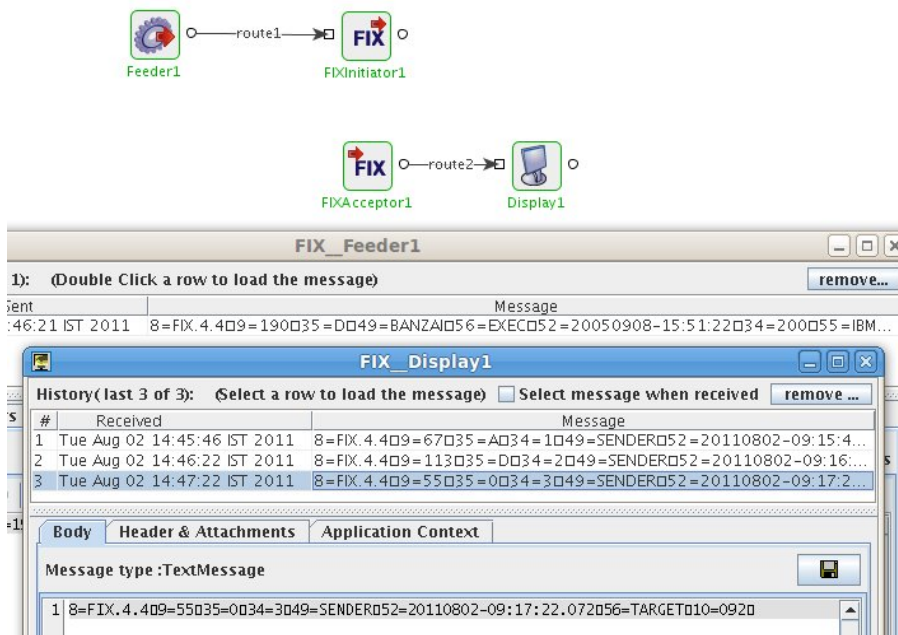 route1
FIX
Feeder1
FIXInitiator1
FIX
route2
FIXAcceptor1
Display1
FIX__Feeder1
1): (Double Click a row to load the message) remove...
Sent Message
:46:21 IST 2011 8=FIX.4.4□9=190□35=D□49=BANZAI□56=EXEC□52=20050908-15:51:22□34=200□55=IBM...
FIX__Display1
History( last 3 of 3): (Select a row to load the message) Select message when received remove ...
# Received Message
1 Tue Aug 02 14:45:46 IST 2011 8=FIX.4.4□9=67□35=A□34=1□49=SENDER□52=20110802-09:15:4...
2 Tue Aug 02 14:46:22 IST 2011 8=FIX.4.4□9=113□35=D□34=2□49=SENDER□52=20110802-09:16:...
3 Tue Aug 02 14:47:22 IST 2011 8=FIX.4.4□9=55□35=0□34=3□49=SENDER□52=20110802-09:17:2...
Body Header & Attachments Application Context
Message type :TextMessage
1 8=FIX.4.4□9=55□35=0□34=3□49=SENDER□52=20110802-09:17:22.072□56=TARGET□10=092□